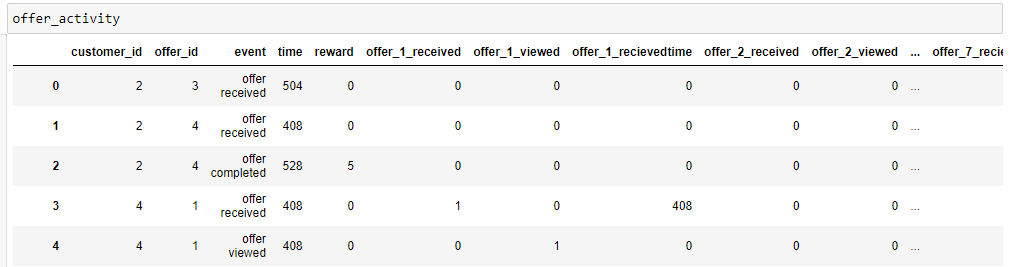 offer_activity
customer_id offer_id event time reward offer_1_received offer_1_viewed offer_1_recievedtime offer_2_received offer_2_viewed ... offer_7_recie
0 2 3 offer received 504 0 0 0 0 0 0 ...
1 2 4 offer received 408 0 0 0 0 0 0 ...
2 2 4 offer completed 528 5 0 0 0 0 0 ...
3 4 1 offer received 408 0 1 0 408 0 0 ...
4 4 1 offer viewed 408 0 0 1 0 0 0 ...